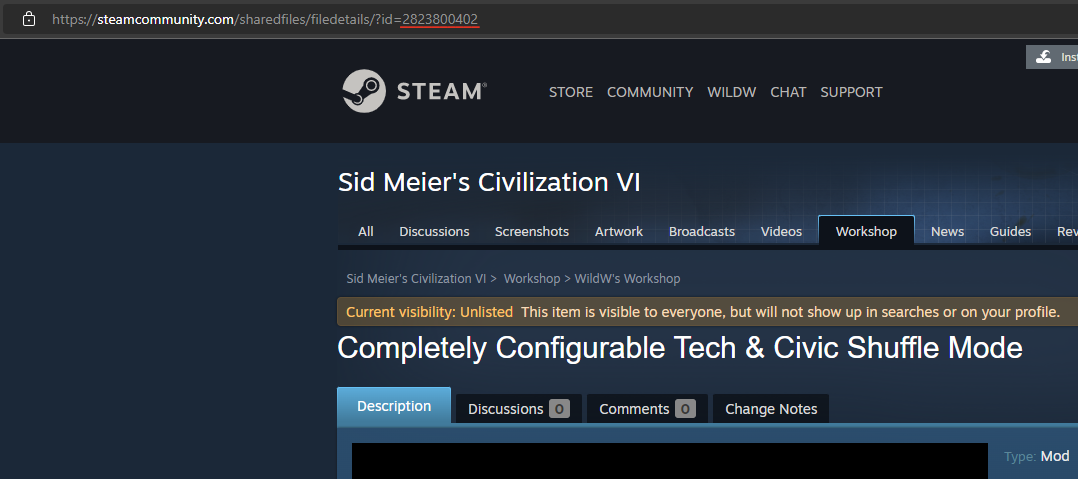 https://steamcommunity.com/sharedfiles/filedetails/?id=2823800402
Inst
STEAM®
STORE COMMUNITY WILDW CHAT SUPPORT
Sid Meier's Civilization VI
All Discussions Screenshots Artwork Broadcasts Videos Workshop News Guides Rev
Sid Meier's Civilization VI > Workshop > WildW's Workshop
Current visibility: Unlisted This item is visible to everyone, but will not show up in searches or on your profile.
Completely Configurable Tech & Civic Shuffle Mode
Description Discussions 0 Comments 0 Change Notes
Type: Mod